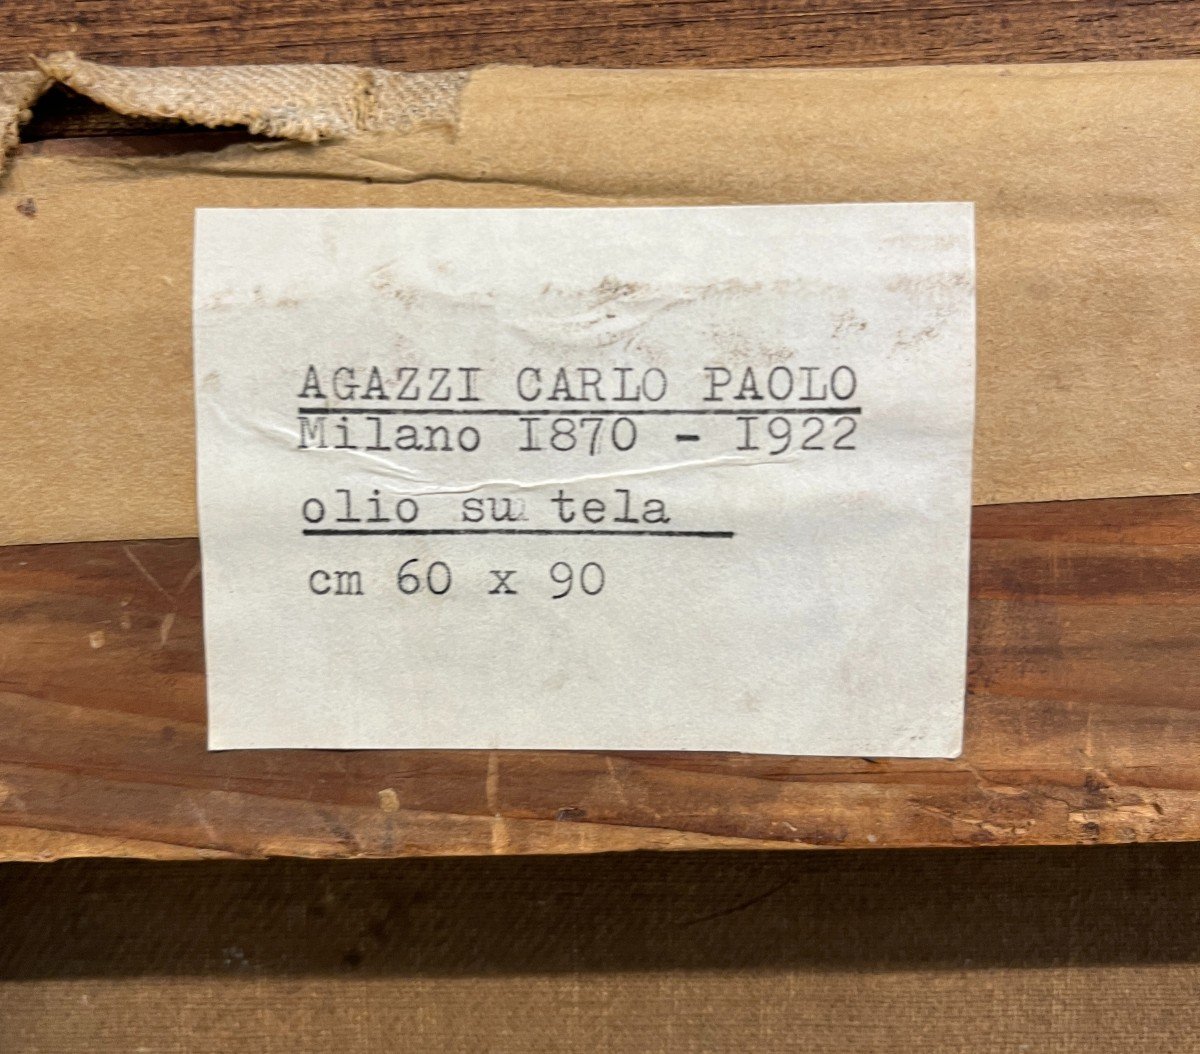 AGAZZI CARLO PAOLO
Milano I870 - I922
olio su tela
cm 60 x 90